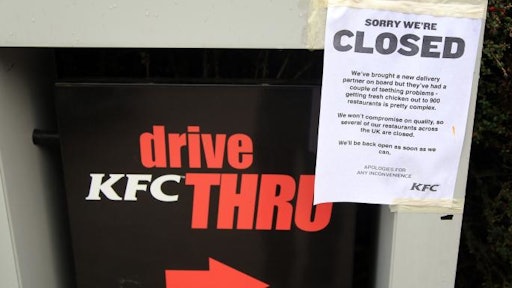 SORRY WE'RE
CLOSED
We've brought a new delivery
partner on board but they've had a
couple of teething problems -
getting fresh chicken out to 900
restaurants is pretty complex.
We won't compromise on quality, so
several of our restaurants across
the UK are closed.
We'll be back open as soon as we
can.
APOLOGIES FOR
ANY INCONVENIENCE
KFC
drive
KFC THRU